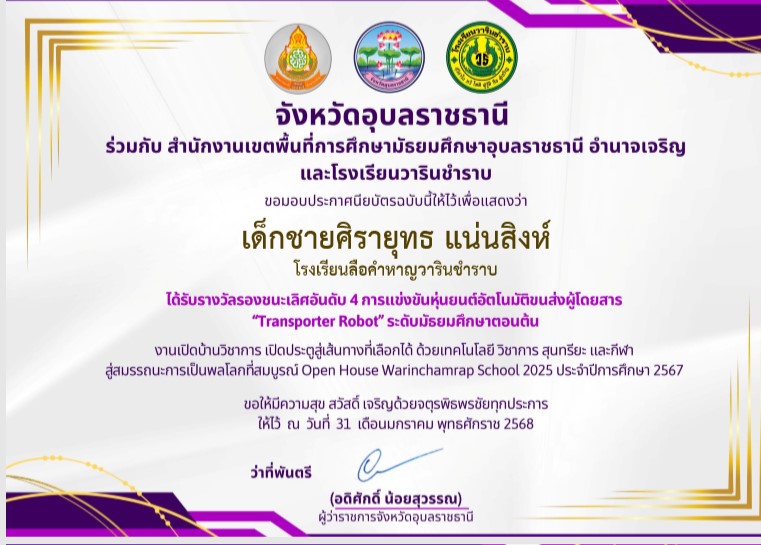 จังหวัดอุบลราชธานี
ร่วมกับ สำนักงานเขตพื้นที่การศึกษามัธยมศึกษาอุบลราชธานี อำนาจเจริญ
และโรงเรียนวารินชำราบ
ขอมอบประกาศนียบัตรฉบับนี้ให้ไว้เพื่อแสดงว่า
เด็กชายศิรายุทธ แน่นสิงห์
โรงเรียนลือคำหาญวารินชำราบ
ได้รับรางวัลรองชนะเลิศอันดับ 4 การแข่งขันหุ่นยนต์อัตโนมัติขนส่งผู้โดยสาร
“Transporter Robot” ระดับมัธยมศึกษาตอนต้น
งานเปิดบ้านวิชาการ เปิดประตูสู่เส้นทางที่เลือกได้ ด้วยเทคโนโลยี วิชาการ สุนทรียะ และกีฬา
สู่สมรรถนะการเป็นพลโลกที่สมบูรณ์ Open House Warinchamrap School 2025 ประจำปีการศึกษา 2567
ขอให้มีความสุข สวัสดิ์ เจริญด้วยจตุรพิธพรชัยทุกประการ
ให้ไว้ ณ วันที่ 31 เดือนมกราคม พุทธศักราช 2568
ว่าที่พันตรี
(อดิศักดิ์ น้อยสุวรรณ)
ผู้ว่าราชการจังหวัดอุบลราชธานี